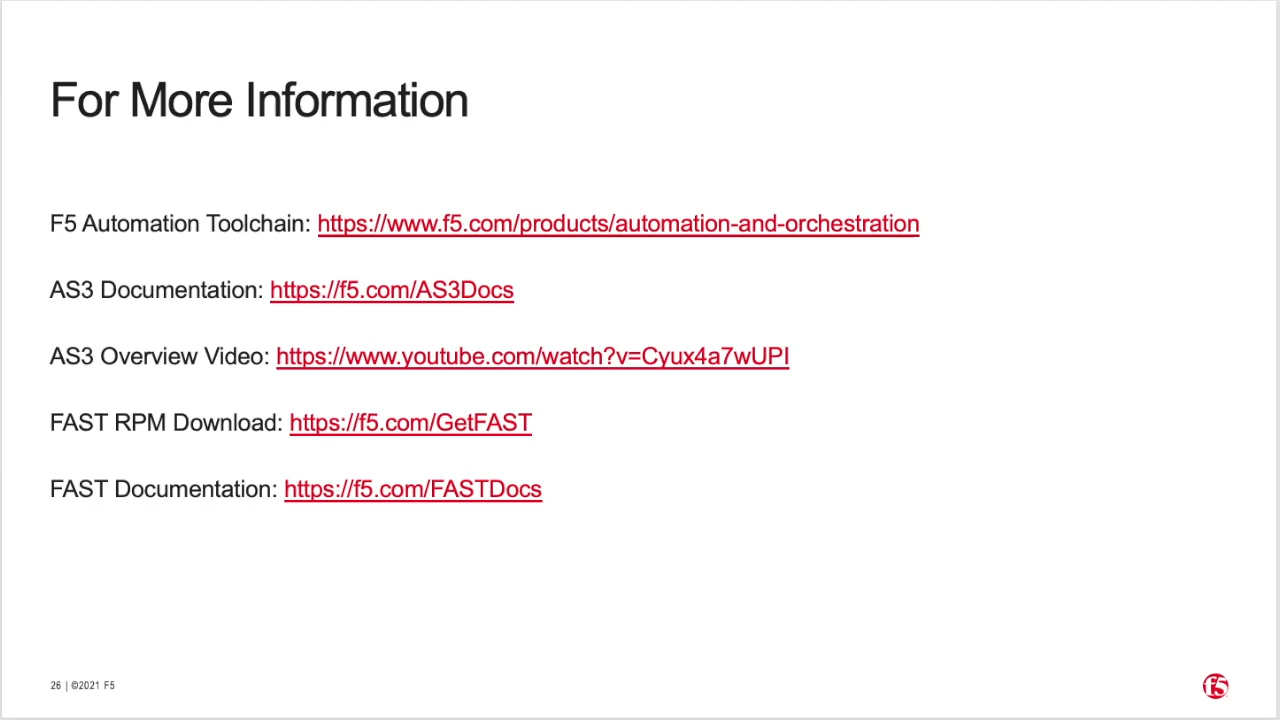 For More Information
F5 Automation Toolchain: https://www.f5.com/products/automation-and-orchestration
AS3 Documentation: https://f5.com/AS3Docs
AS3 Overview Video: https://www.youtube.com/watch?v=Cyux4a7wUPI
FAST RPM Download: https://f5.com/GetFAST
FAST Documentation: https://f5.com/FASTDocs
26 | ©2021 F5
f5